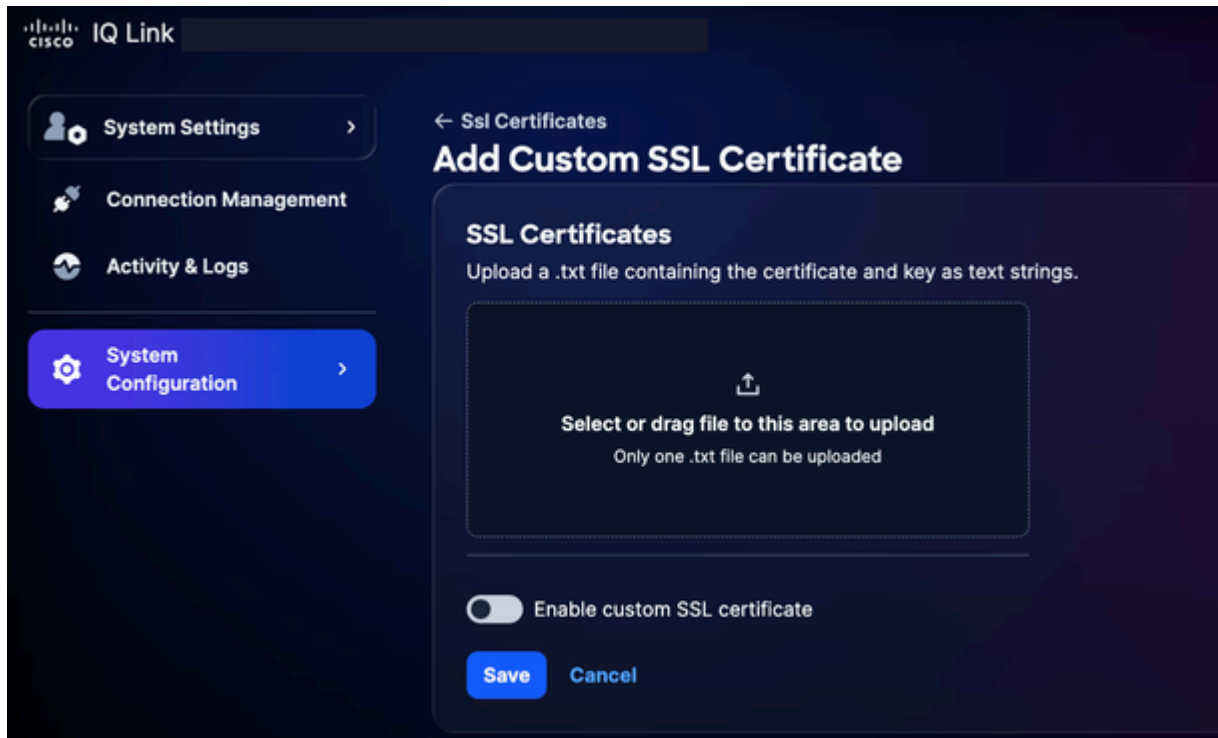 cisco IQ Link
System Settings
Connection Management
Activity & Logs
System
Configuration
← Ssl Certificates
Add Custom SSL Certificate
SSL Certificates
Upload a .txt file containing the certificate and key as text strings.
Select or drag file to this area to upload
Only one .txt file can be uploaded
Enable custom SSL certificate
Save Cancel